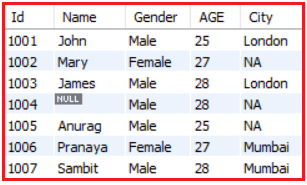 Id Name Gender AGE City
1001 John Male 25 London
1002 Mary Female 27 NA
1003 James Male 28 London
1004 NULL Male 28 NA
1005 Anurag Male 25 NA
1006 Pranaya Female 27 Mumbai
1007 Sambit Male 28 Mumbai